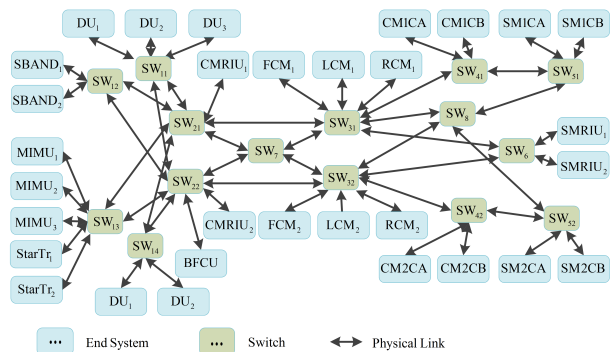 DU₁ DU₂ DU₃ CM1CA CM1CB SM1CA SM1CB
SBAND₁ SW₁₁ CMRIU₁ FCM₁ LCM₁ RCM₁ SW₄₁ SW₅₁
SW₁₂
SBAND₂
SW₂₁ SW₃₁ SW₈
SMRIU₁
MIMU₁ SW₇ SW₆
SMRIU₂
MIMU₂ SW₂₂ SW₃₂
MIMU₃ SW₁₃ CMRIU₂ FCM₂ LCM₂ RCM₂ SW₄₂ SW₅₂
StarTr₁ SW₁₄ BFCU CM2CA CM2CB SM2CA SM2CB
StarTr₂
DU₁ DU₂
... End System ... Switch Physical Link